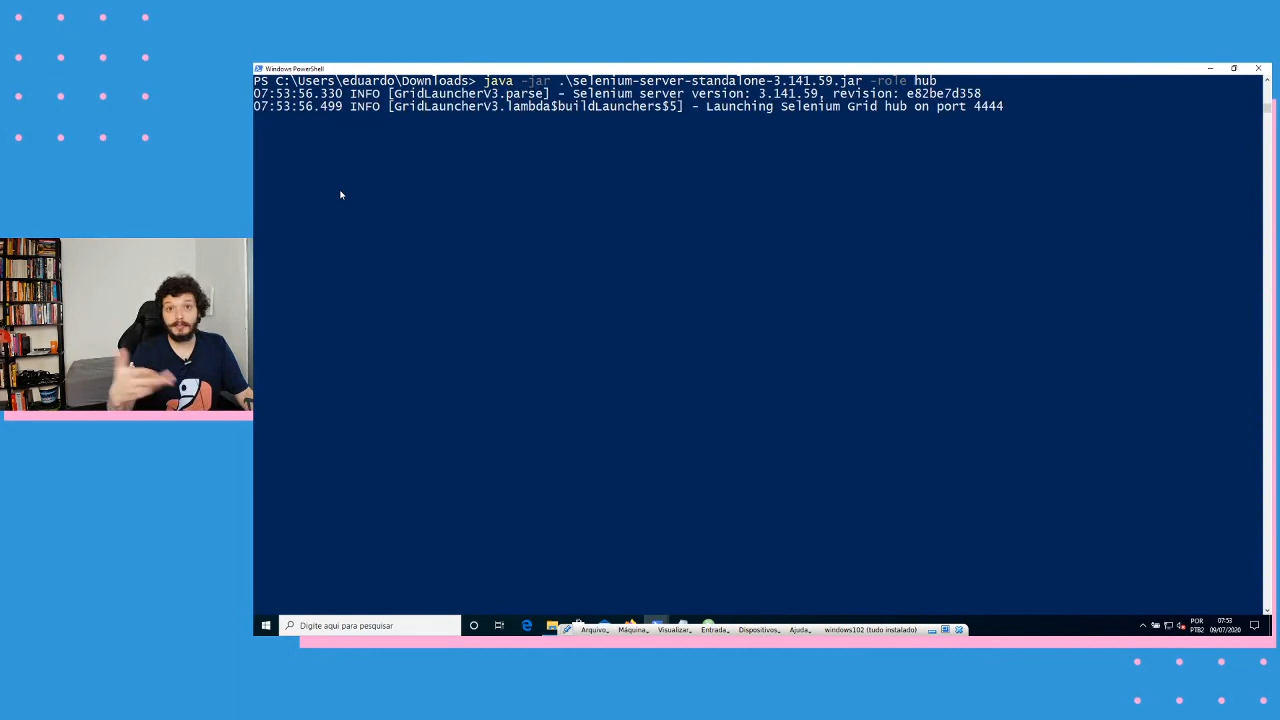 Windows PowerShell
PS C:\Users\eduardo\Downloads> java -jar .\selenium-server-standalone-3.141.59.jar -role hub
07:53:56.330 INFO [GridLauncherV3.parse] - Selenium server version: 3.141.59, revision: e82be7d358
07:53:56.499 INFO [GridLauncherV3.lambda$buildLaunchers$5] - Launching Selenium Grid hub on port 4444
Digite aqui para pesquisar
Arquivo Máquina Visualizar Entrada Dispositivos Ajuda windows102 (tudo instalado)
POR 07:53
PTB2 09/07/2020